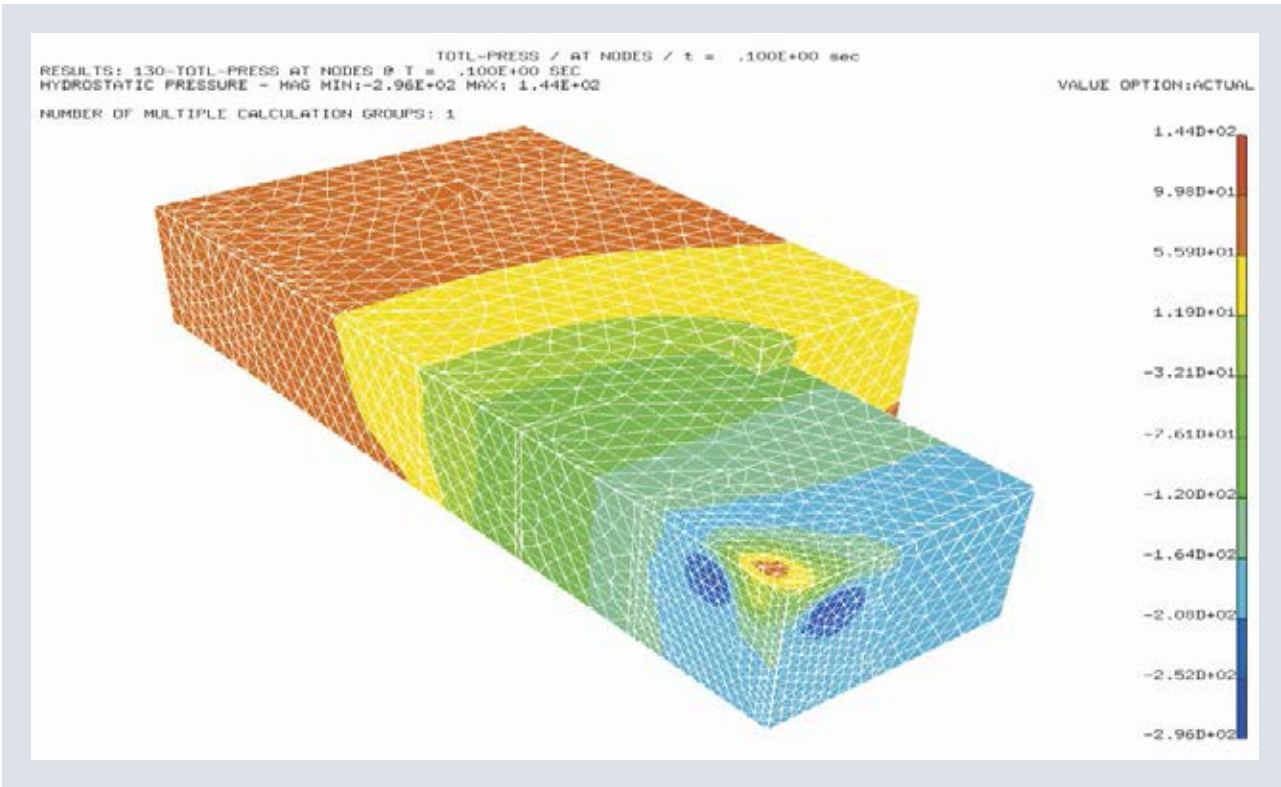 TOTL-PRESS / AT NODES / t = .100E+00 sec
RESULTS: 130-TOTL-PRESS AT NODES @ T = .100E+00 SEC
HYDROSTATIC PRESSURE - MAG MIN:-2.96E+02 MAX: 1.44E+02
VALUE OPTION:ACTUAL
NUMBER OF MULTIPLE CALCULATION GROUPS: 1
1.44D+02
9.98D+01
5.59D+01
1.19D+01
-3.21D+01
-7.61D+01
-1.20D+02
-1.64D+02
-2.08D+02
-2.52D+02
-2.96D+02